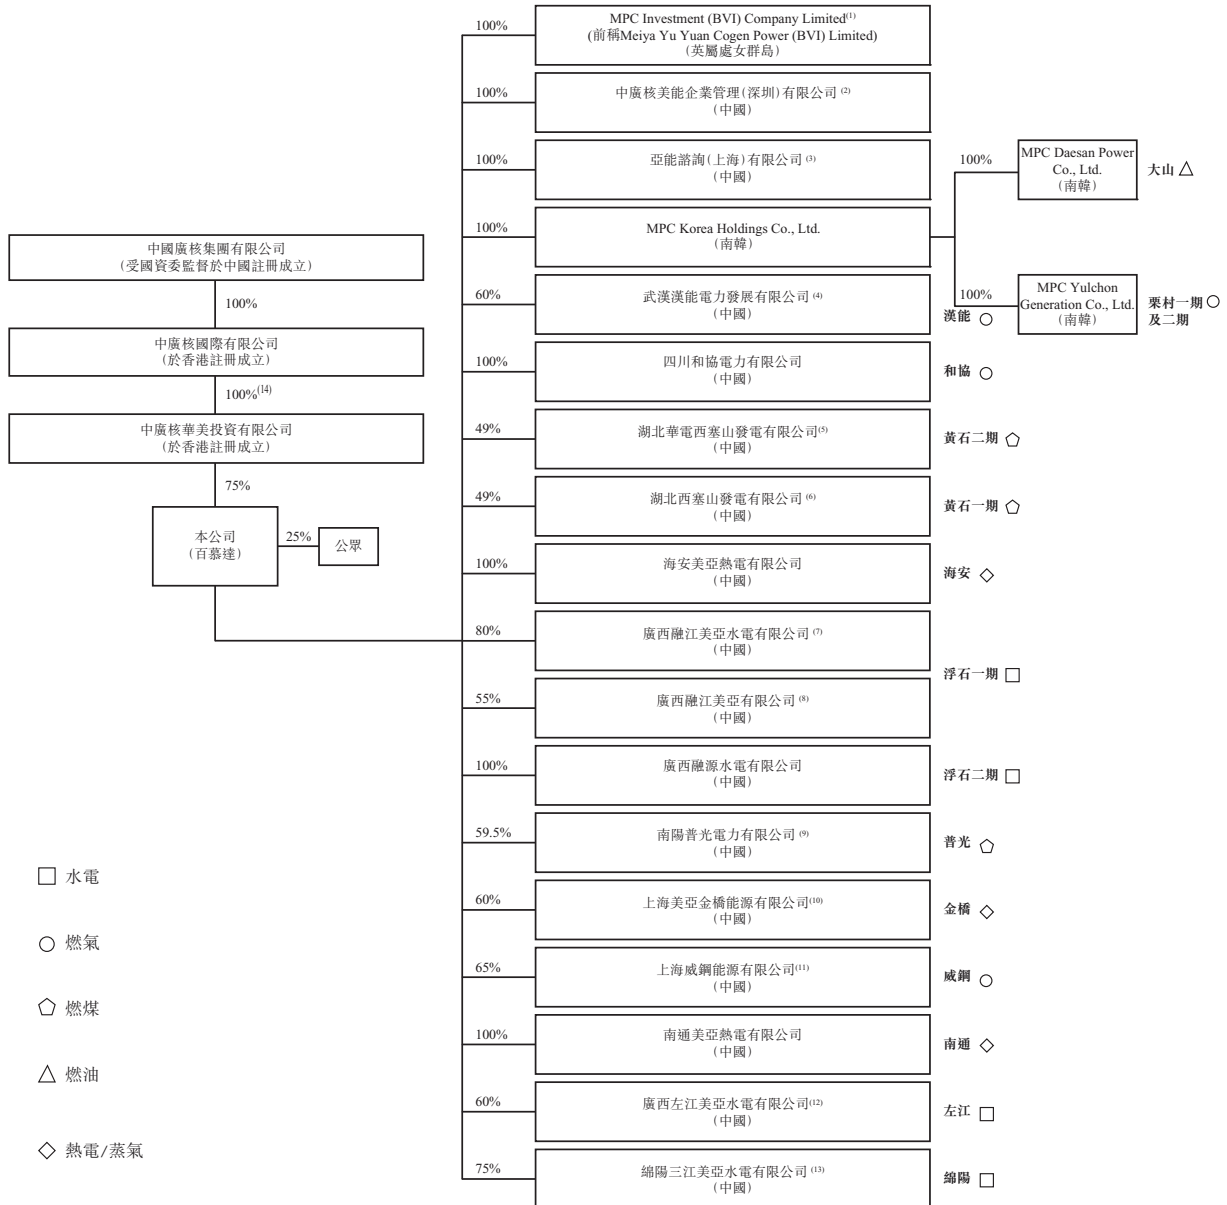 100%
MPC Investment (BVI) Company Limited(1)
(前稱Meiya Yu Yuan Cogen Power (BVI) Limited)
(英屬處女群島)
100%
中廣核美能企業管理(深圳)有限公司 (2)
(中國)
100%
亞能諮詢(上海)有限公司 (3)
(中國)
100%
MPC Korea Holdings Co., Ltd.
(南韓)
100%
MPC Daesan Power
Co., Ltd.
(南韓)
大山
100%
MPC Yulchon
Generation Co., Ltd.
(南韓)
栗村一期
及二期
中國廣核集團有限公司
(受國資委監督於中國註冊成立)
100%
中廣核國際有限公司
(於香港註冊成立)
100%(14)
中廣核華美投資有限公司
(於香港註冊成立)
75%
本公司
(百慕達)
25%
公眾
60%
武漢漢能電力發展有限公司 (4)
(中國)
漢能
100%
四川和協電力有限公司
(中國)
和協
49%
湖北華電西塞山發電有限公司(5)
(中國)
黃石二期
49%
湖北西塞山發電有限公司 (6)
(中國)
黃石一期
100%
海安美亞熱電有限公司
(中國)
海安
80%
廣西融江美亞水電有限公司 (7)
(中國)
浮石一期
55%
廣西融江美亞有限公司 (8)
(中國)
100%
廣西融源水電有限公司
(中國)
浮石二期
59.5%
南陽普光電力有限公司 (9)
(中國)
普光
60%
上海美亞金橋能源有限公司(10)
(中國)
金橋
65%
上海威鋼能源有限公司(11)
(中國)
威鋼
100%
南通美亞熱電有限公司
(中國)
南通
60%
廣西左江美亞水電有限公司(12)
(中國)
左江
75%
綿陽三江美亞水電有限公司 (13)
(中國)
綿陽
水電
燃氣
燃煤
燃油
熱電/蒸氣